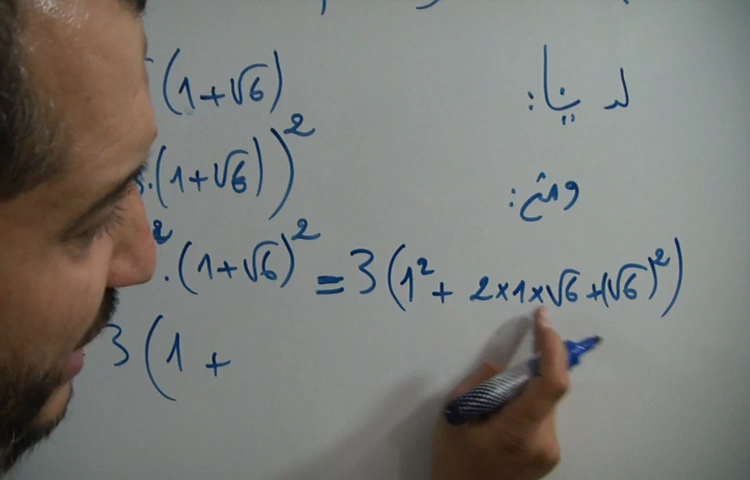 (1+√6) لدينا:
.(1+√6))² ومنه:
².(1+√6)² = 3(1² + 2×1×√6 + (√6)²)
3(1 +